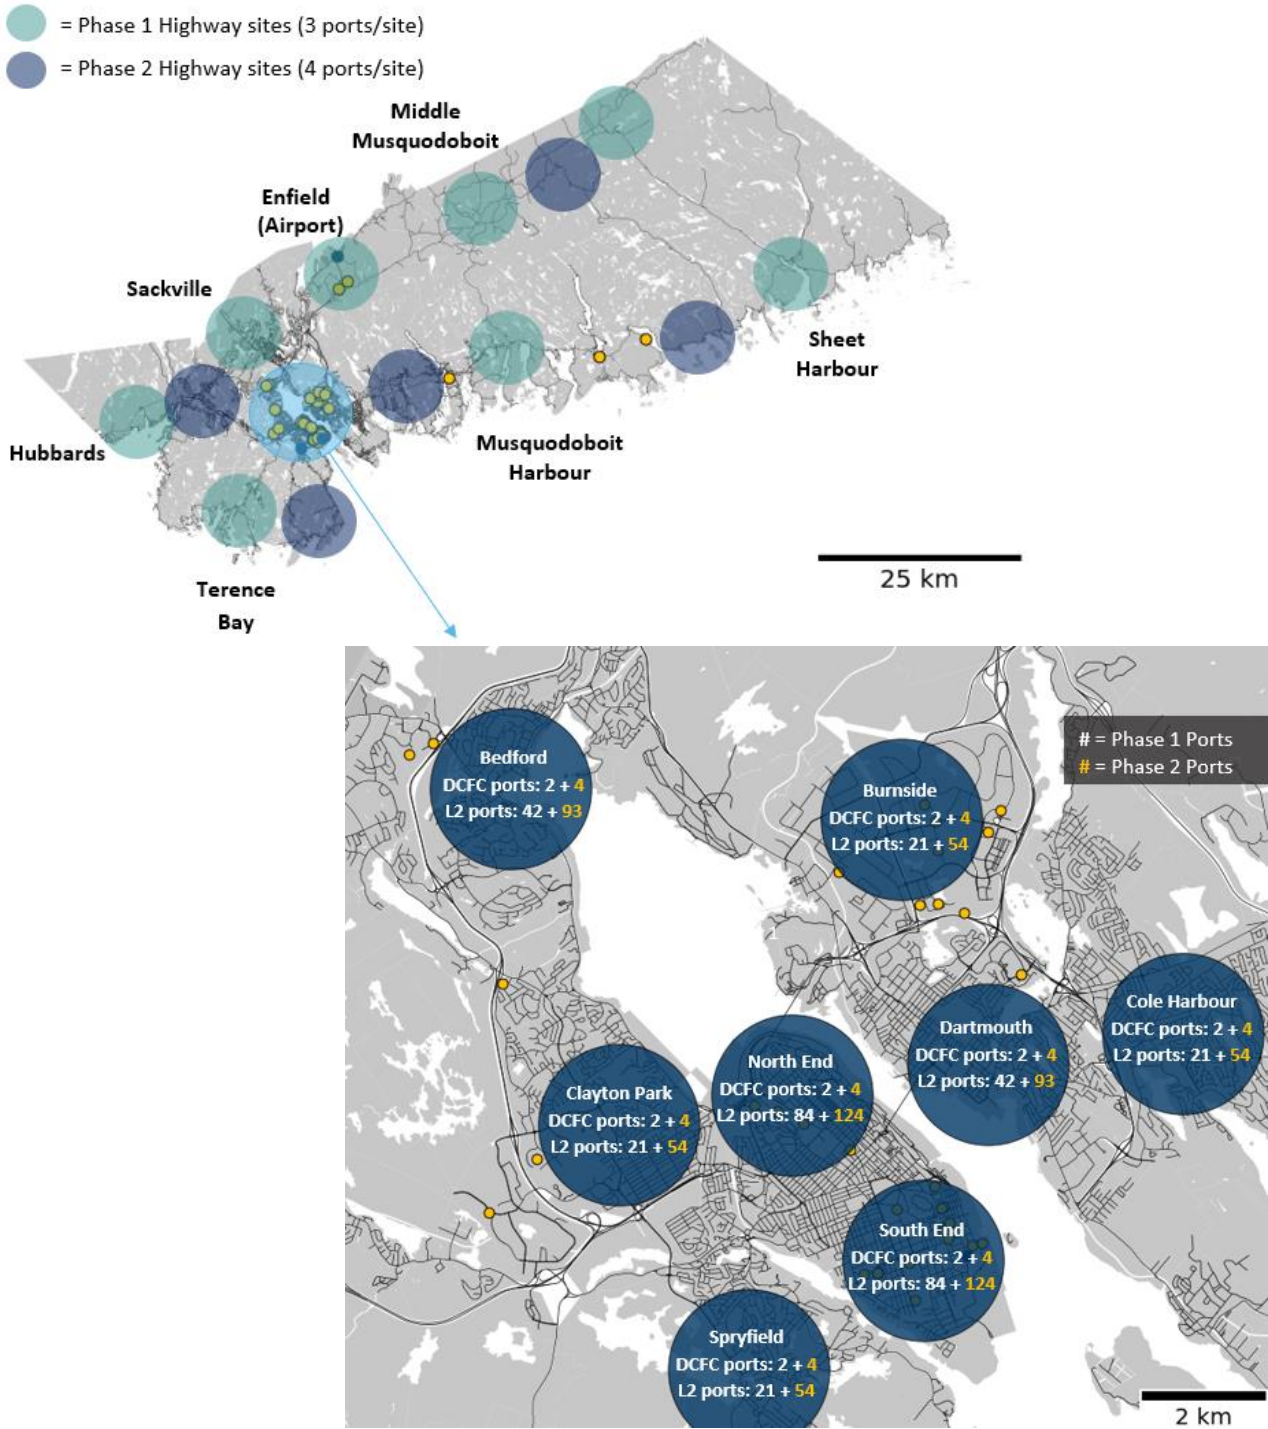 = Phase 1 Highway sites (3 ports/site)
= Phase 2 Highway sites (4 ports/site)
Middle
Musquodoboit
Enfield
(Airport)
Sackville
Sheet
Harbour
Hubbards
Musquodoboit
Harbour
Terence
Bay
25 km
# = Phase 1 Ports
# = Phase 2 Ports
Bedford
DCFC ports: 2 + 4
L2 ports: 42 + 93
Burnside
DCFC ports: 2 + 4
L2 ports: 21 + 54
Cole Harbour
DCFC ports: 2 + 4
L2 ports: 21 + 54
Dartmouth
DCFC ports: 2 + 4
L2 ports: 42 + 93
North End
DCFC ports: 2 + 4
L2 ports: 84 + 124
Clayton Park
DCFC ports: 2 + 4
L2 ports: 21 + 54
South End
DCFC ports: 2 + 4
L2 ports: 84 + 124
Spryfield
DCFC ports: 2 + 4
L2 ports: 21 + 54
2 km